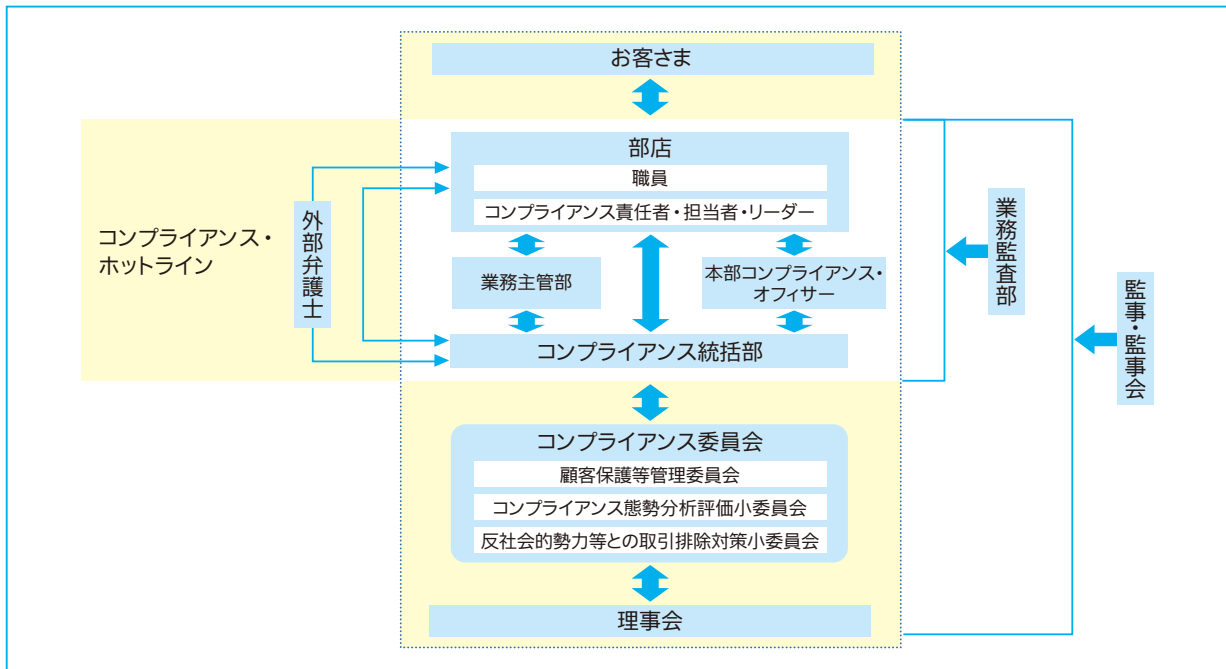 お客さま
部店
職員
コンプライアンス責任者・担当者・リーダー
コンプライアンス・
ホットライン
外部弁護士
業務主管部
本部コンプライアンス・
オフィサー
コンプライアンス統括部
業務監査部
監事・監事会
コンプライアンス委員会
顧客保護等管理委員会
コンプライアンス態勢分析評価小委員会
反社会的勢力等との取引排除対策小委員会
理事会